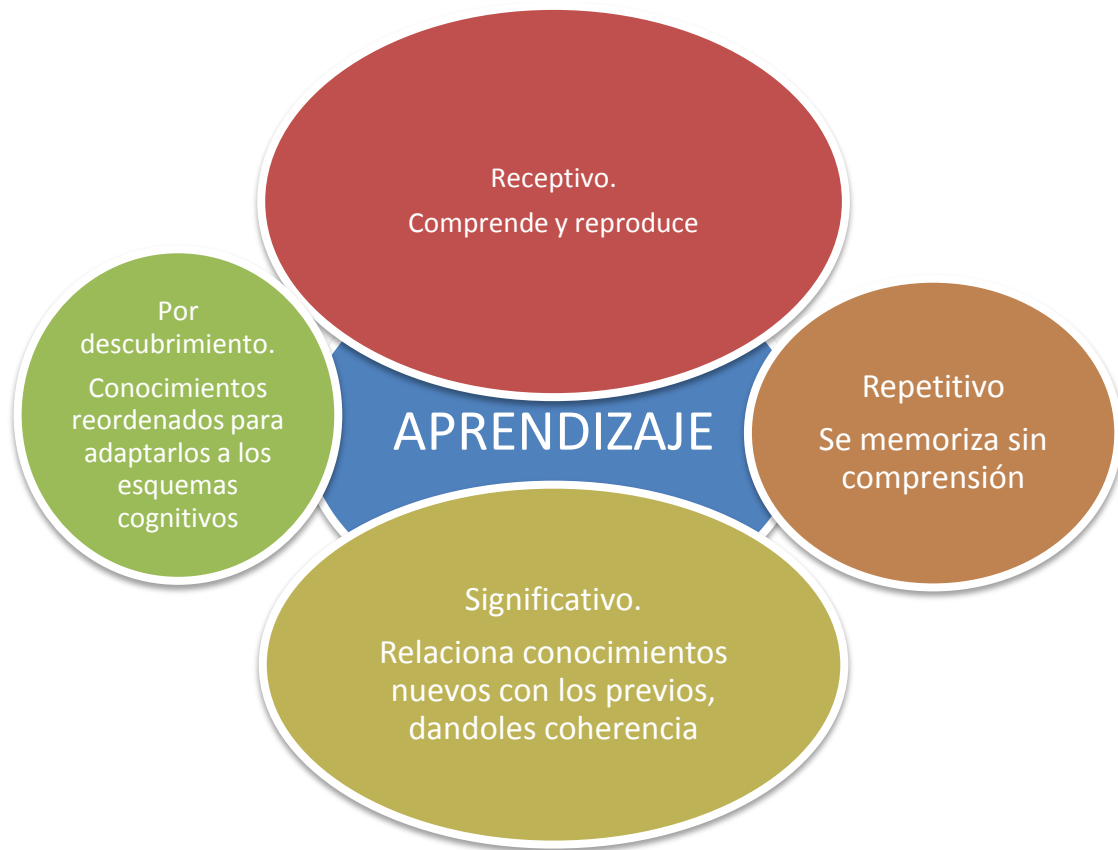 Receptivo.
Comprende y reproduce
Por
descubrimiento.
Conocimientos
reordenados para
adaptarlos a los
esquemas
cognitivos
APRENDIZAJE
Repetitivo
Se memoriza sin
comprensión
Significativo.
Relaciona conocimientos
nuevos con los previos,
dandoles coherencia